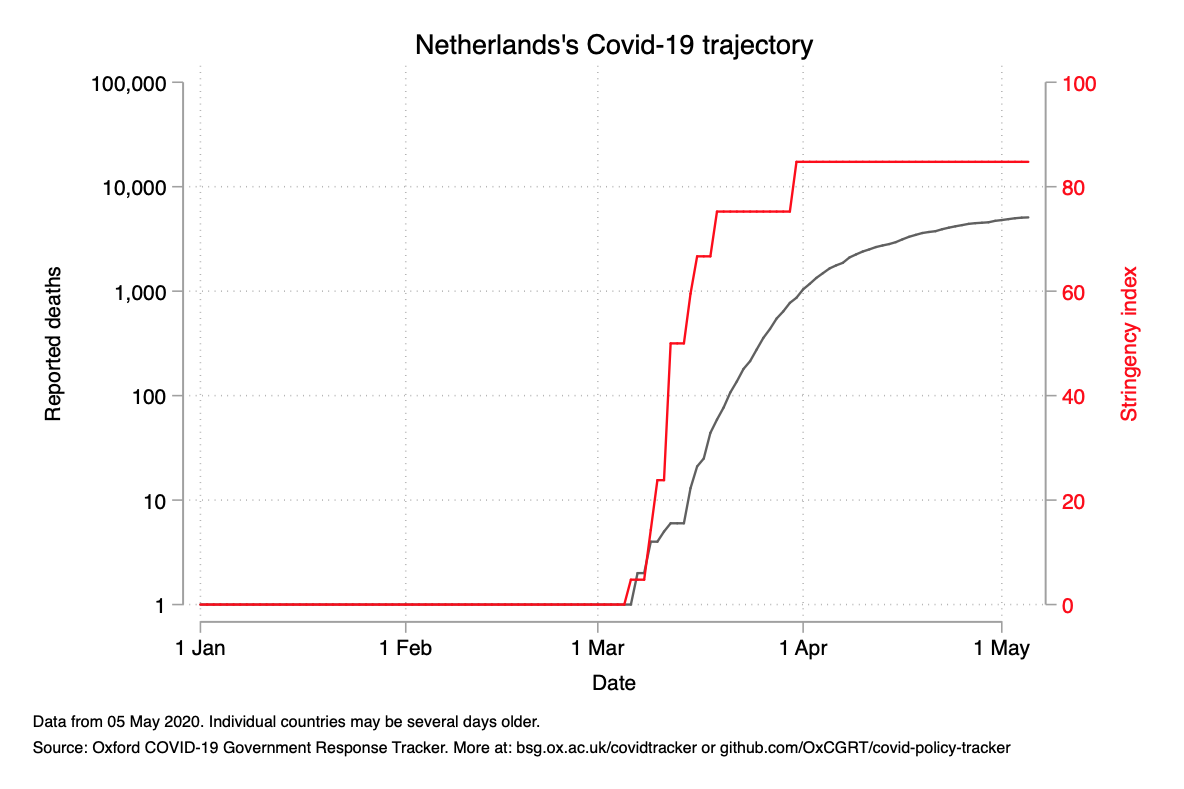 Netherlands's Covid-19 trajectory
100,000
10,000
1,000
100
10
1
Reported deaths
100
80
60
40
20
0
Stringency index
1 Jan
1 Feb
1 Mar
1 Apr
1 May
Date
Data from 05 May 2020. Individual countries may be several days older.
Source: Oxford COVID-19 Government Response Tracker. More at: bsg.ox.ac.uk/covidtracker or github.com/OxCGRT/covid-policy-tracker